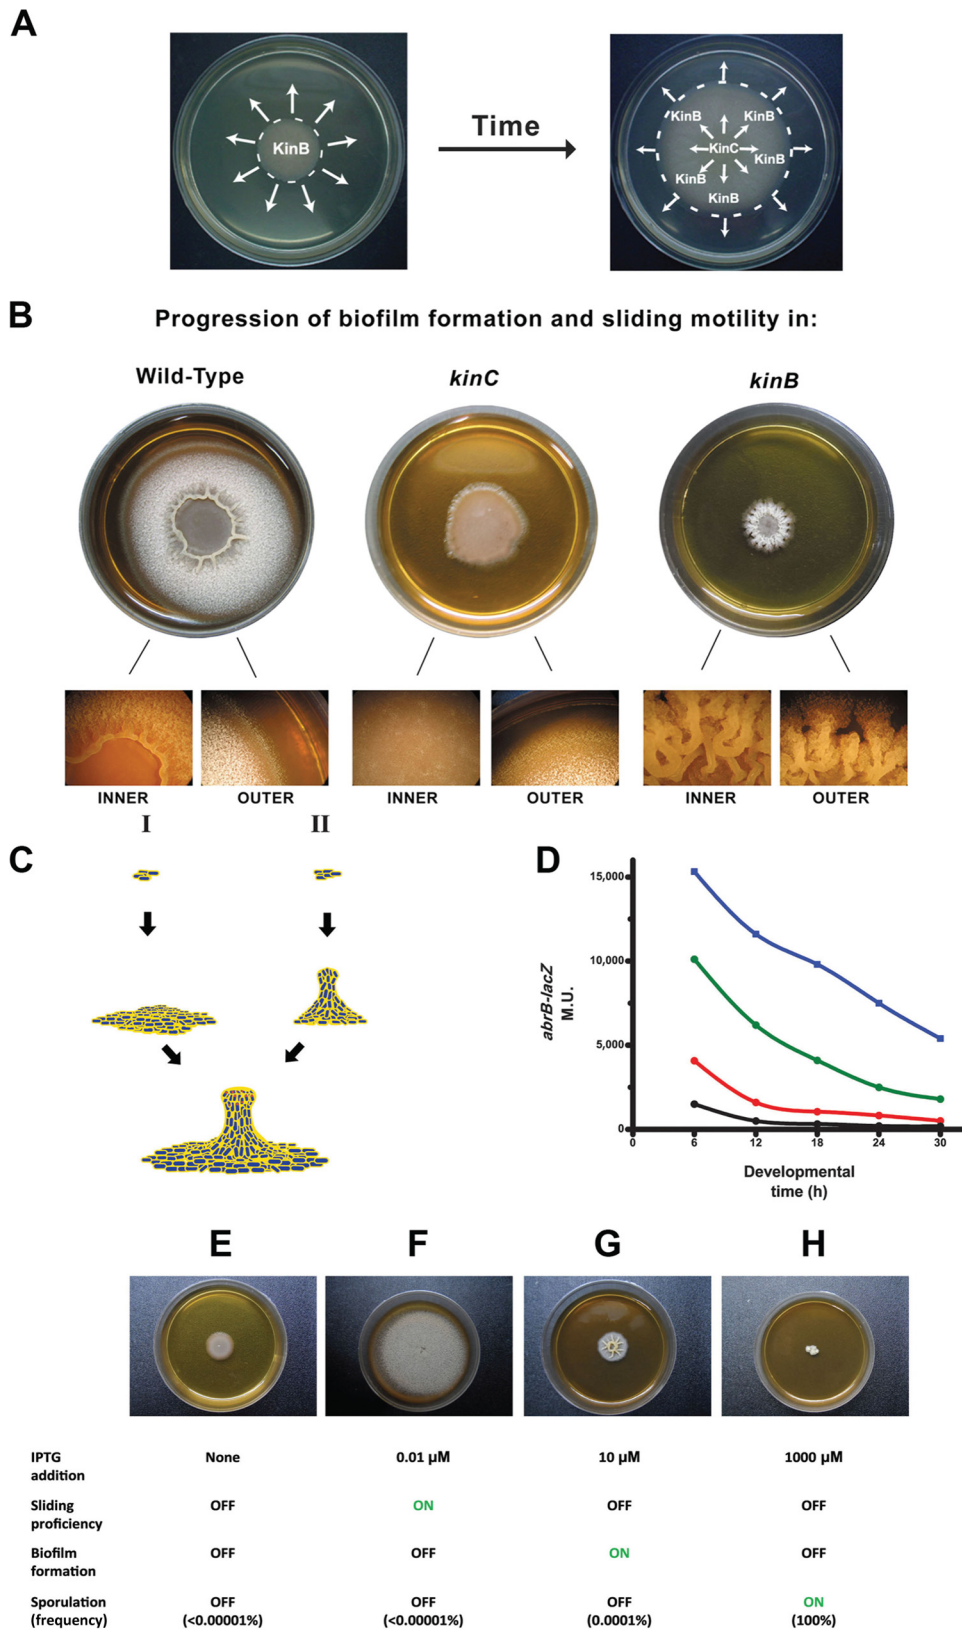 A
KinB
Time
KinB
KinB
KinC
KinB
KinB
KinB
B
Progression of biofilm formation and sliding motility in:
Wild-Type
kinC
kinB
INNER
OUTER
INNER
OUTER
INNER
OUTER
I
II
C
D
abrB-lacZ
M.U.
15,000
10,000
5,000
0
0
6
12
18
24
30
Developmental
time (h)
E
F
G
H
IPTG
addition
None
0.01 µM
10 µM
1000 µM
Sliding
proficiency
OFF
ON
OFF
OFF
Biofilm
formation
OFF
OFF
ON
OFF
Sporulation
(frequency)
OFF
(<0.00001%)
OFF
(<0.00001%)
OFF
(0.0001%)
ON
(100%)